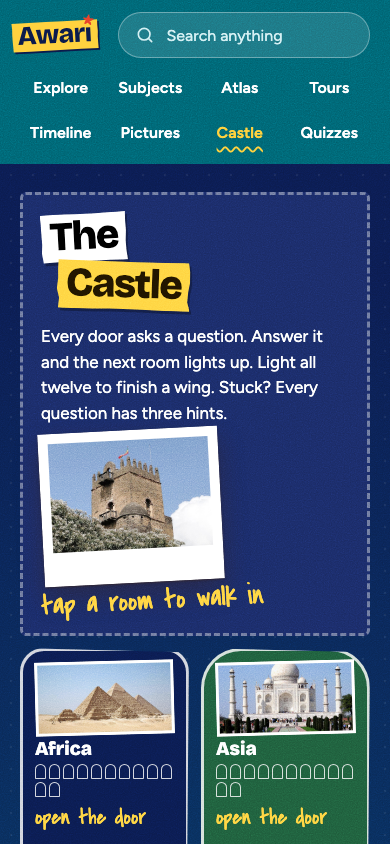 Awari
Search anything
Explore Subjects Atlas Tours
Timeline Pictures Castle Quizzes
The
Castle
Every door asks a question. Answer it
and the next room lights up. Light all
twelve to finish a wing. Stuck? Every
question has three hints.
tap a room to walk in
Africa Asia
open the door open the door